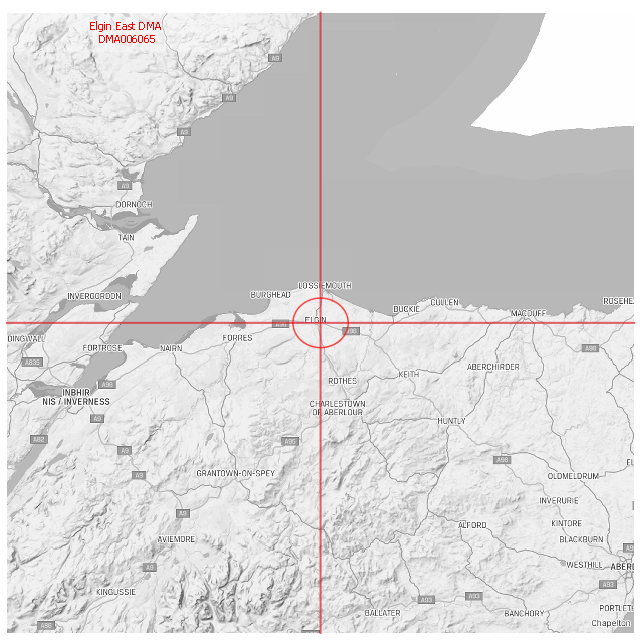 Elgin East DMA
DMA006065
A9
A9
A9
A9
DORNOCH
TAIN
LOSSIEMOUTH
BURGHEAD
INVERGORDON
CULLEN
ROSEHE
BUCKIE
MACDUFF
ELGIN
A96
DINGWALL
FORTROSE
NAIRN
FORRES
A98
A835
ABERCHIRDER
KEITH
ROTHES
A96
INBHIR
NIS / INVERNESS
CHARLESTOWN
OF ABERLOUR
A9
HUNTLY
A82
A95
A9
GRANTOWN-ON-SPEY
A9
OLDMELDRUM
INVERURIE
A9
KINTORE
ALFORD
AVIEMORE
BLACKBURN
WESTHILL
ABER
A9
KINGUSSIE
A93
A93
A93
PORTLET
BALLATER
BANCHORY
Chapelton
A86